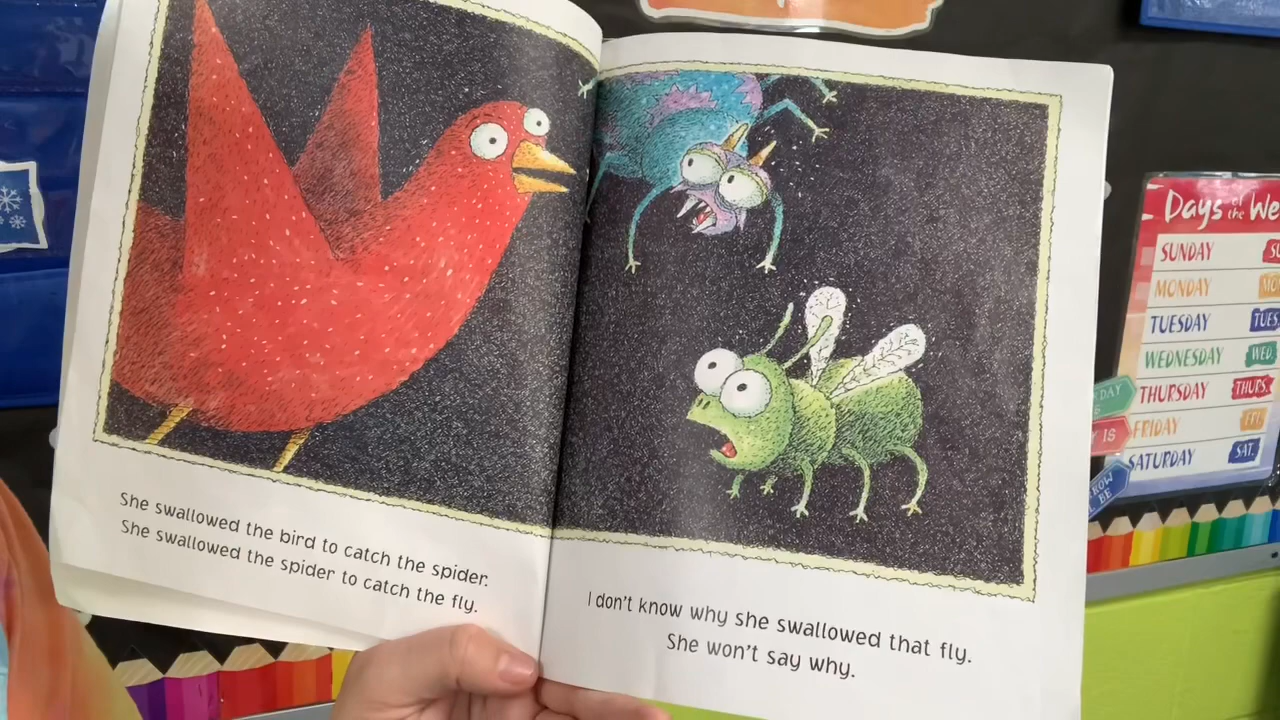 She swallowed the bird to catch the spider.
She swallowed the spider to catch the fly.
I don't know why she swallowed that fly.
She won't say why.
Days of the We
SUNDAY
MONDAY
TUESDAY TUES.
WEDNESDAY WED.
THURSDAY THURS.
FRIDAY FRI.
SATURDAY SAT.
IS